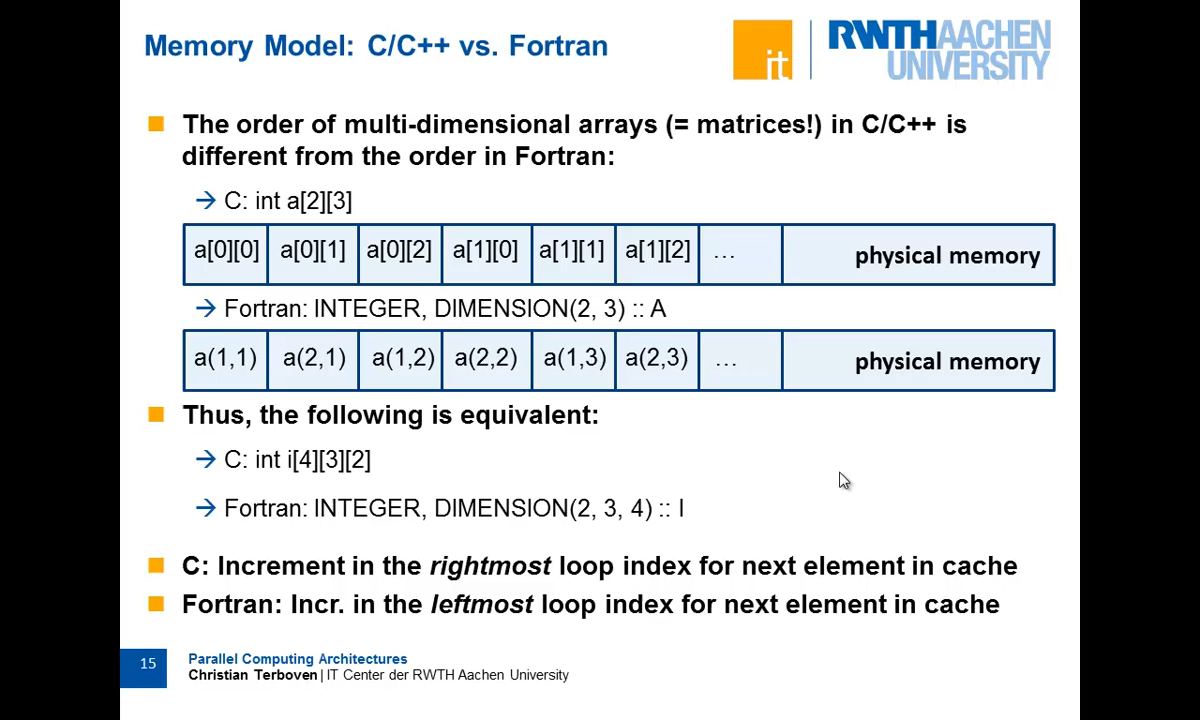 Memory Model: C/C++ vs. Fortran
it
RWTHAACHEN
UNIVERSITY
The order of multi-dimensional arrays (= matrices!) in C/C++ is
different from the order in Fortran:
→ C: int a[2][3]
a[0][0] a[0][1] a[0][2] a[1][0] a[1][1] a[1][2] … physical memory
→ Fortran: INTEGER, DIMENSION(2, 3) :: A
a(1,1) a(2,1) a(1,2) a(2,2) a(1,3) a(2,3) … physical memory
Thus, the following is equivalent:
→ C: int i[4][3][2]
→ Fortran: INTEGER, DIMENSION(2, 3, 4) :: I
C: Increment in the rightmost loop index for next element in cache
Fortran: Incr. in the leftmost loop index for next element in cache
15
Parallel Computing Architectures
Christian Terboven | IT Center der RWTH Aachen University